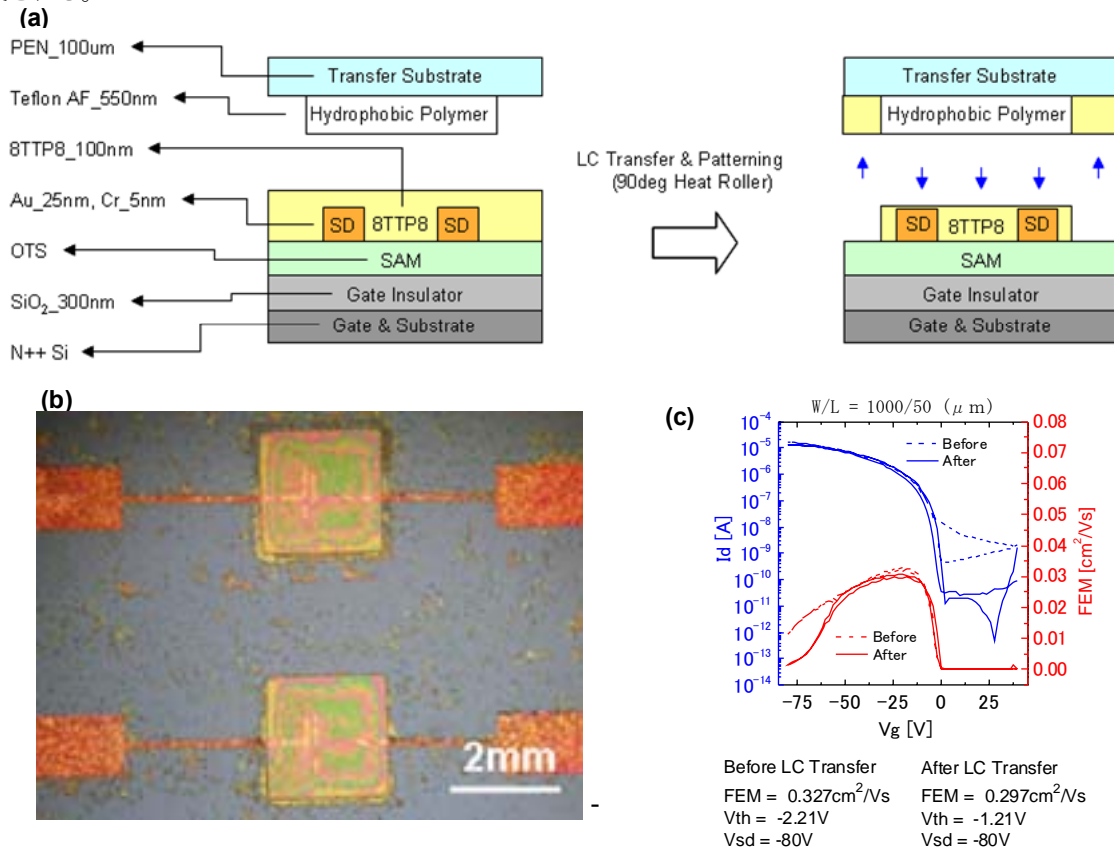 (a)
PEN_100um
Teflon AF_550nm
8TTP8_100nm
Au_25nm, Cr_5nm
OTS
SiO2_300nm
N++ Si
Transfer Substrate
Hydrophobic Polymer
SD 8TTP8 SD
SAM
Gate Insulator
Gate & Substrate
LC Transfer & Patterning
(90deg Heat Roller)
Transfer Substrate
Hydrophobic Polymer
SD 8TTP8 SD
SAM
Gate Insulator
Gate & Substrate
(b)
2mm
-
(c)
W/L = 1000/50 (μm)
Id [A]
10-4
10-5
10-6
10-7
10-8
10-9
10-10
10-11
10-12
10-13
10-14
Before
After
Before
After
0.08
0.07
0.06
0.05
0.04
0.03
0.02
0.01
0.00
FEM [cm2/Vs]
-75 -50 -25 0 25
Vg [V]
Before LC Transfer
FEM = 0.327cm2/Vs
Vth = -2.21V
Vsd = -80V
After LC Transfer
FEM = 0.297cm2/Vs
Vth = -1.21V
Vsd = -80V